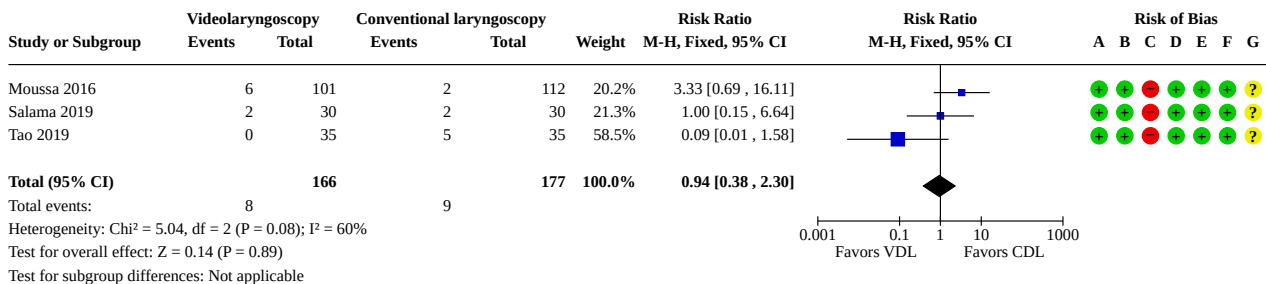 Videolaryngoscopy Conventional laryngoscopy Risk Ratio Risk Ratio Risk of Bias
Study or Subgroup Events Total Events Total Weight M-H, Fixed, 95% CI M-H, Fixed, 95% CI A B C D E F G
Moussa 2016 6 101 2 112 20.2% 3.33 [0.69 , 16.11] + + − + + + ?
Salama 2019 2 30 2 30 21.3% 1.00 [0.15 , 6.64] + + − + + + ?
Tao 2019 0 35 5 35 58.5% 0.09 [0.01 , 1.58] + + − + + + ?
Total (95% CI) 166 177 100.0% 0.94 [0.38 , 2.30]
Total events: 8 9
Heterogeneity: Chi² = 5.04, df = 2 (P = 0.08); I² = 60%
0.001 0.1 1 10 1000
Test for overall effect: Z = 0.14 (P = 0.89) Favors VDL Favors CDL
Test for subgroup differences: Not applicable